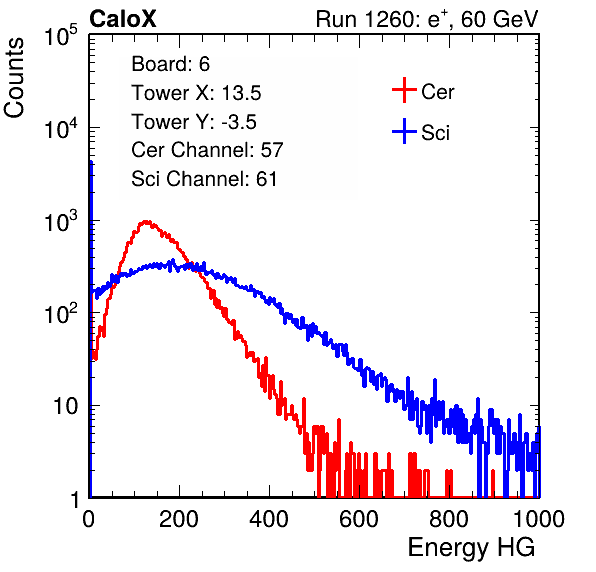 CaloX Run 1260: e⁺, 60 GeV
Counts
10⁵
10⁴
10³
10²
10
1
Board: 6
Tower X: 13.5
Tower Y: -3.5
Cer Channel: 57
Sci Channel: 61
Cer
Sci
0 200 400 600 800 1000
Energy HG